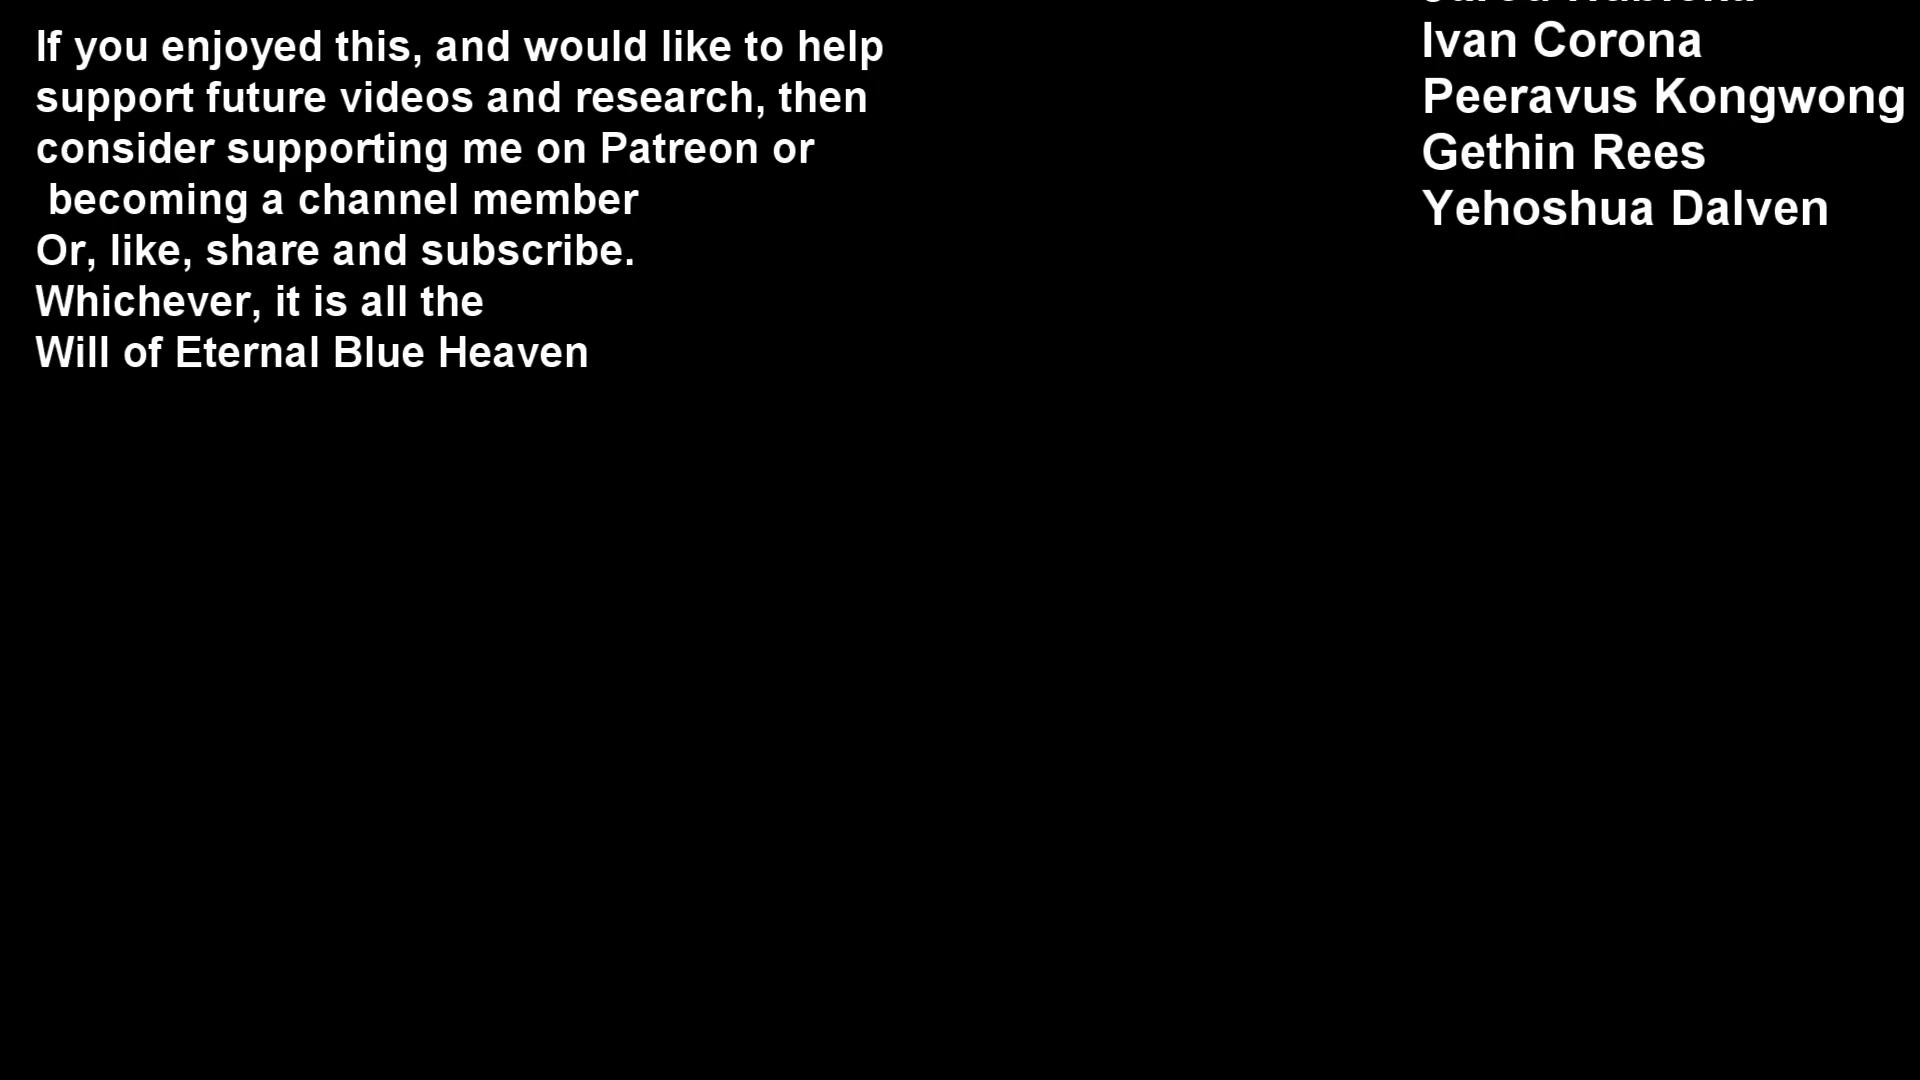 If you enjoyed this, and would like to help
support future videos and research, then
consider supporting me on Patreon or
becoming a channel member
Or, like, share and subscribe.
Whichever, it is all the
Will of Eternal Blue Heaven
Ivan Corona
Peeravus Kongwong
Gethin Rees
Yehoshua Dalven